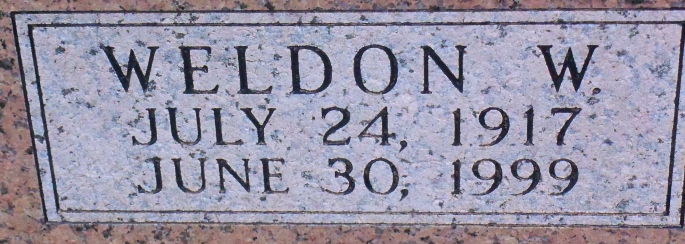 WELDON W.
JULY 24, 1917
JUNE 30, 1999